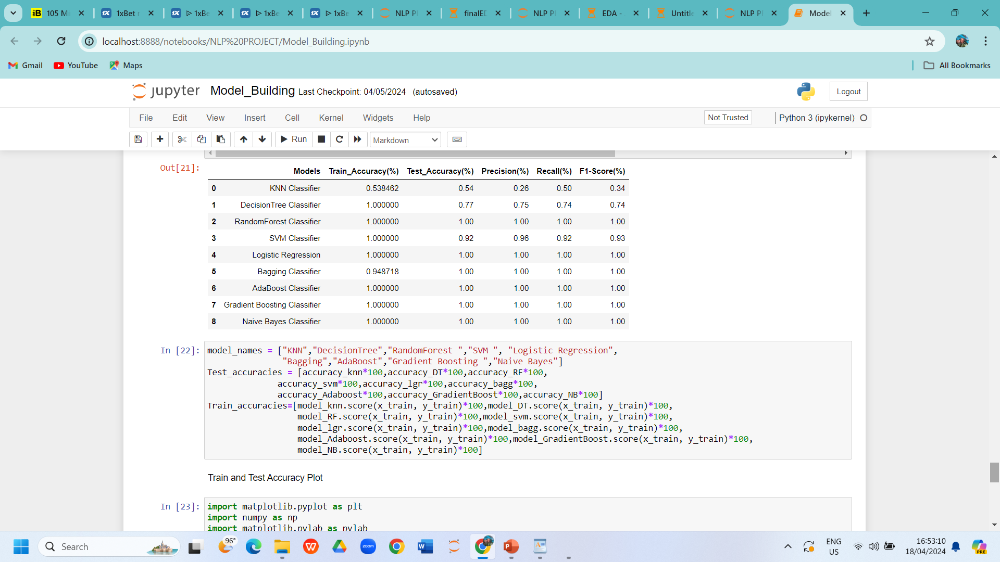 105 Mi
1xBet r
▷ 1xBe
▷ 1xBe
▷ 1xBe
NLP P
finalED
NLP P
EDA -
Untitle
NLP P
Model
localhost:8888/notebooks/NLP%20PROJECT/Model_Building.ipynb
Gmail YouTube Maps All Bookmarks
jupyter Model_Building Last Checkpoint: 04/05/2024 (autosaved) Logout
File Edit View Insert Cell Kernel Widgets Help Not Trusted Python 3 (ipykernel)
Run Markdown
Out[21]:
Models Train_Accuracy(%) Test_Accuracy(%) Precision(%) Recall(%) F1-Score(%)
0 KNN Classifier 0.538462 0.54 0.26 0.50 0.34
1 DecisionTree Classifier 1.000000 0.77 0.75 0.74 0.74
2 RandomForest Classifier 1.000000 1.00 1.00 1.00 1.00
3 SVM Classifier 1.000000 0.92 0.96 0.92 0.93
4 Logistic Regression 1.000000 1.00 1.00 1.00 1.00
5 Bagging Classifier 0.948718 1.00 1.00 1.00 1.00
6 AdaBoost Classifier 1.000000 1.00 1.00 1.00 1.00
7 Gradient Boosting Classifier 1.000000 1.00 1.00 1.00 1.00
8 Naive Bayes Classifier 1.000000 1.00 1.00 1.00 1.00
In [22]: model_names = ["KNN","DecisionTree","RandomForest ","SVM ", "Logistic Regression",
"Bagging","AdaBoost","Gradient Boosting ","Naive Bayes"]
Test_accuracies = [accuracy_knn*100,accuracy_DT*100,accuracy_RF*100,
accuracy_svm*100,accuracy_lgr*100,accuracy_bagg*100,
accuracy_Adaboost*100,accuracy_GradientBoost*100,accuracy_NB*100]
Train_accuracies=[model_knn.score(x_train, y_train)*100,model_DT.score(x_train, y_train)*100,
model_RF.score(x_train, y_train)*100,model_svm.score(x_train, y_train)*100,
model_lgr.score(x_train, y_train)*100,model_bagg.score(x_train, y_train)*100,
model_Adaboost.score(x_train, y_train)*100,model_GradientBoost.score(x_train, y_train)*100,
model_NB.score(x_train, y_train)*100]
Train and Test Accuracy Plot
In [23]: import matplotlib.pyplot as plt
import numpy as np
import matplotlib.pylab as pylab
Search 96° zoom ENG 16:53:10
US 18/04/2024 PRE